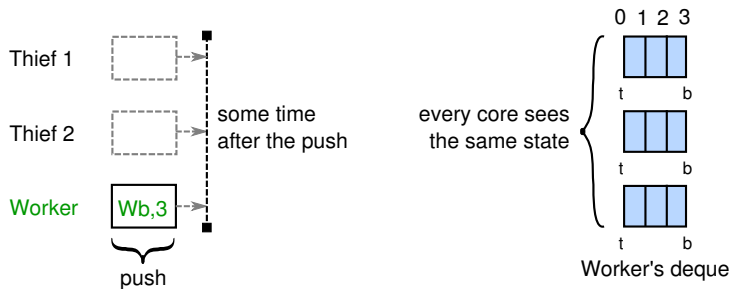 Thief 1
Thief 2
Worker
Wb,3
push
some time
after the push
every core sees
the same state
0 1 2 3
t b
t b
t b
Worker's deque